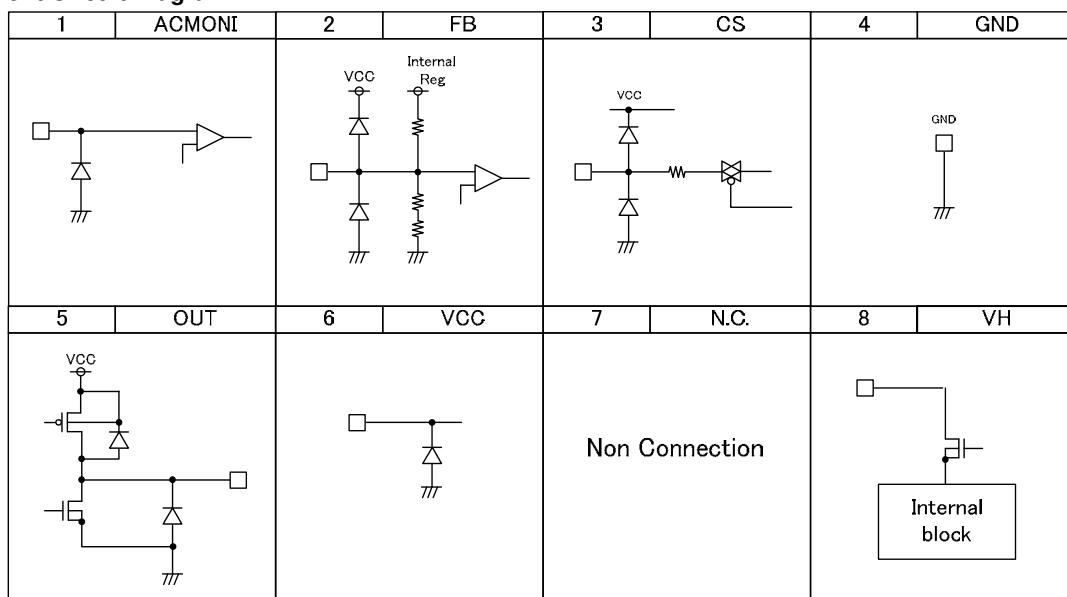 1 ACMONI 2 FB 3 CS 4 GND
VCC
Internal
Reg
VCC
GND
5 OUT 6 VCC 7 N.C. 8 VH
VCC
Non Connection
Internal
block